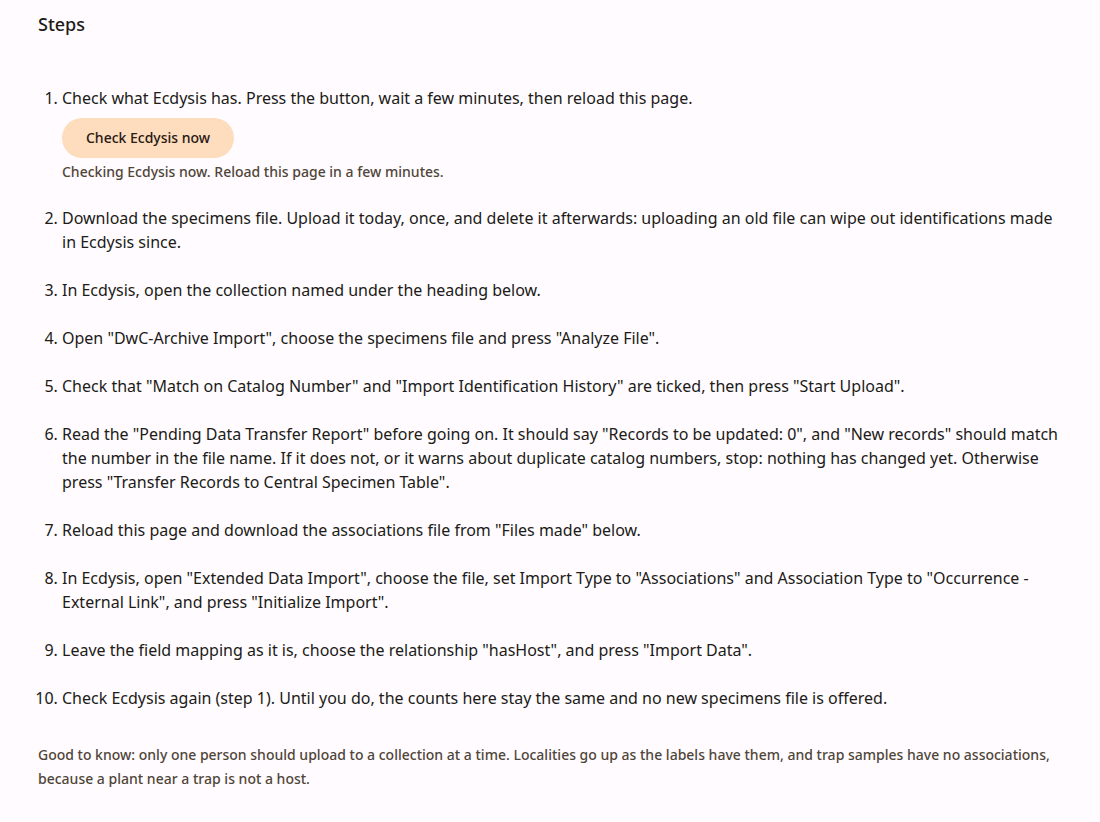 Steps
1. Check what Ecdysis has. Press the button, wait a few minutes, then reload this page.
Check Ecdysis now
Checking Ecdysis now. Reload this page in a few minutes.
2. Download the specimens file. Upload it today, once, and delete it afterwards: uploading an old file can wipe out identifications made
in Ecdysis since.
3. In Ecdysis, open the collection named under the heading below.
4. Open "DwC-Archive Import", choose the specimens file and press "Analyze File".
5. Check that "Match on Catalog Number" and "Import Identification History" are ticked, then press "Start Upload".
6. Read the "Pending Data Transfer Report" before going on. It should say "Records to be updated: 0", and "New records" should match
the number in the file name. If it does not, or it warns about duplicate catalog numbers, stop: nothing has changed yet. Otherwise
press "Transfer Records to Central Specimen Table".
7. Reload this page and download the associations file from "Files made" below.
8. In Ecdysis, open "Extended Data Import", choose the file, set Import Type to "Associations" and Association Type to "Occurrence -
External Link", and press "Initialize Import".
9. Leave the field mapping as it is, choose the relationship "hasHost", and press "Import Data".
10. Check Ecdysis again (step 1). Until you do, the counts here stay the same and no new specimens file is offered.
Good to know: only one person should upload to a collection at a time. Localities go up as the labels have them, and trap samples have no associations,
because a plant near a trap is not a host.